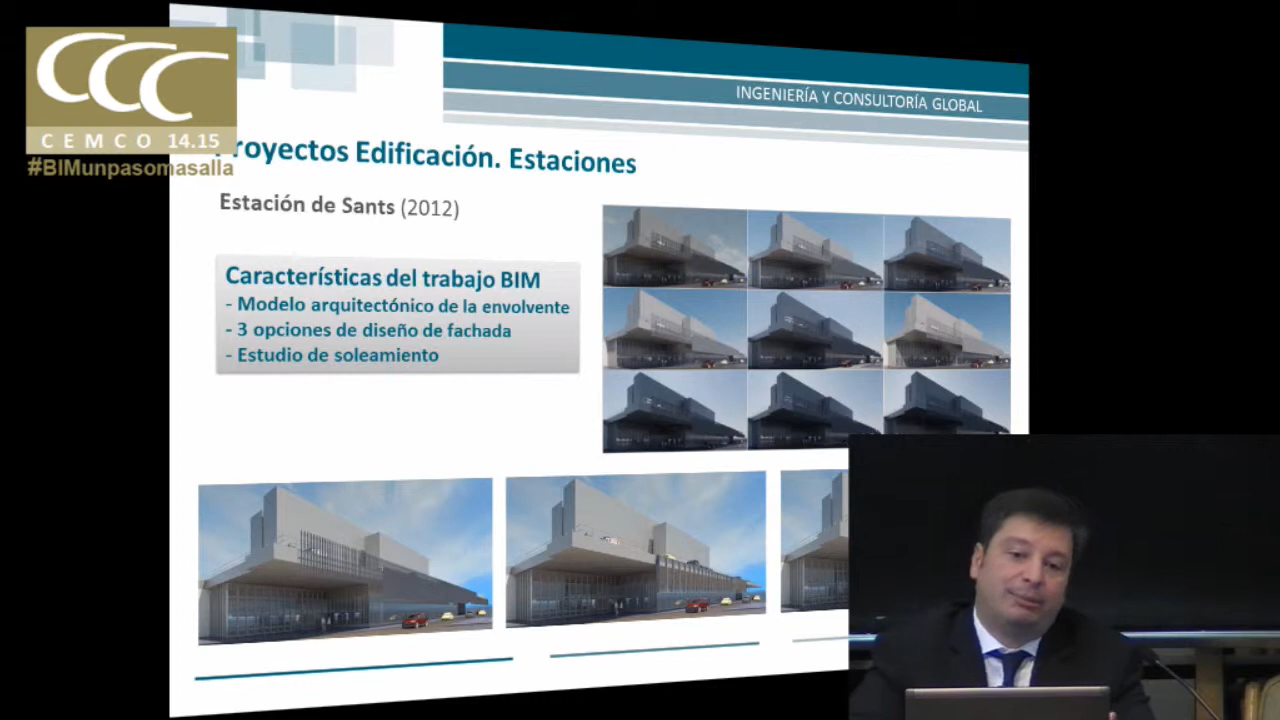 CCC
CEMCO 14.15
#BIMunpasomasalla
INGENIERÍA Y CONSULTORÍA GLOBAL
Proyectos Edificación. Estaciones
Estación de Sants (2012)
Características del trabajo BIM
- Modelo arquitectónico de la envolvente
- 3 opciones de diseño de fachada
- Estudio de soleamiento